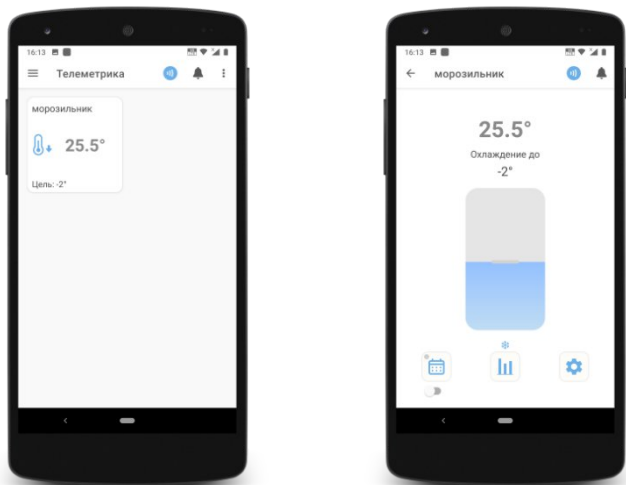 16:13
Телеметрика
морозильник
25.5°
Цель: -2°
16:13
морозильник
25.5°
Охлаждение до
-2°